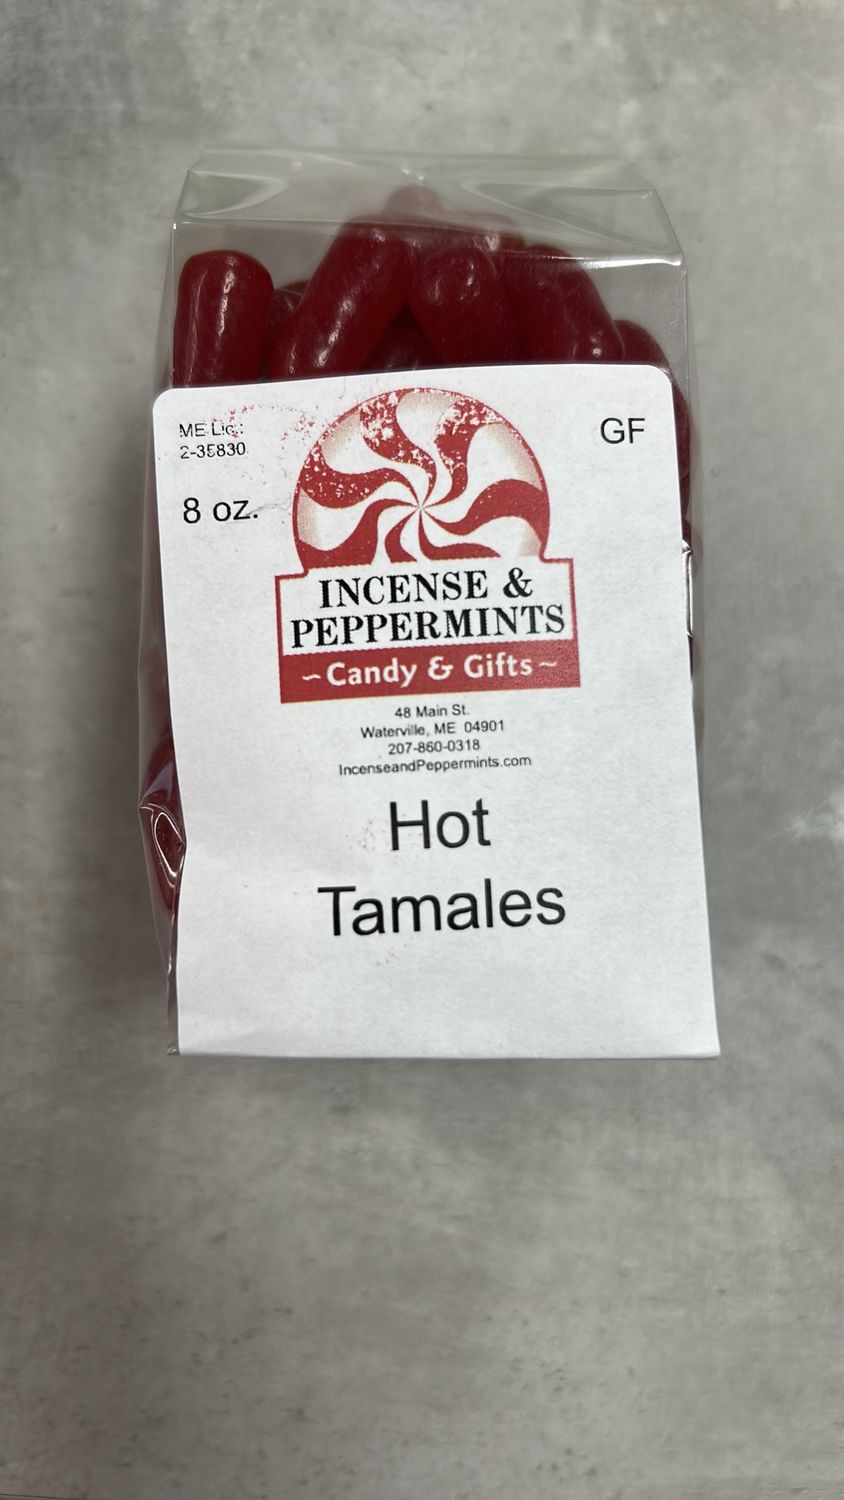 ME Lic.:
2-35830
8 oz.
GF
INCENSE &
PEPPERMINTS
~Candy & Gifts~
48 Main St.
Waterville, ME 04901
207-860-0318
IncenseandPeppermints.com
Hot
Tamales